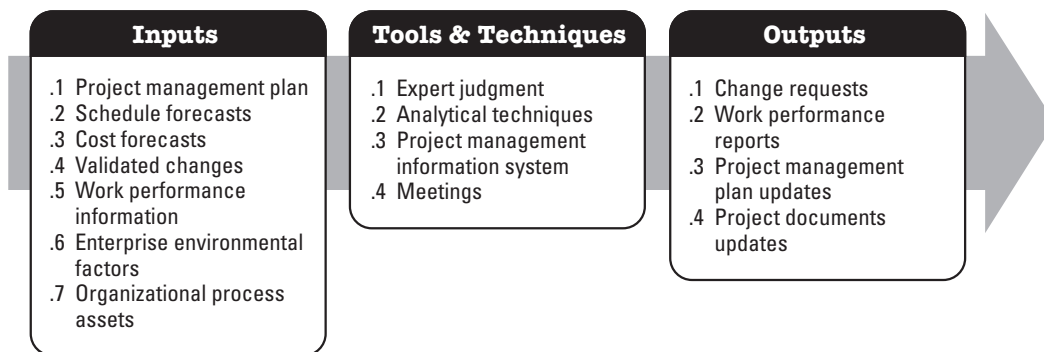 Inputs
.1 Project management plan
.2 Schedule forecasts
.3 Cost forecasts
.4 Validated changes
.5 Work performance
information
.6 Enterprise environmental
factors
.7 Organizational process
assets
Tools & Techniques
.1 Expert judgment
.2 Analytical techniques
.3 Project management
information system
.4 Meetings
Outputs
.1 Change requests
.2 Work performance
reports
.3 Project management
plan updates
.4 Project documents
updates